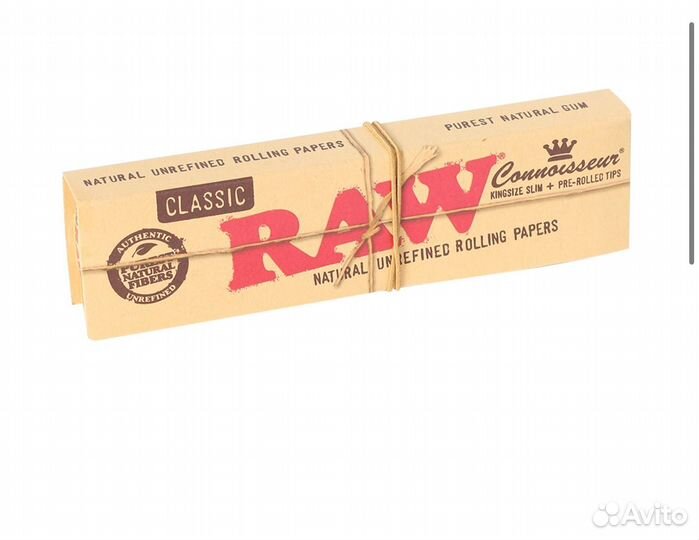 NATURAL UNREFINED ROLLING PAPERS
PUREST NATURAL GUM
CLASSIC
RAW®
Connoisseur®
KINGSIZE SLIM + PRE-ROLLED TIPS
NATURAL UNREFINED ROLLING PAPERS
AUTHENTIC
PUREST
NATURAL
FIBERS
UNREFINED
Avito